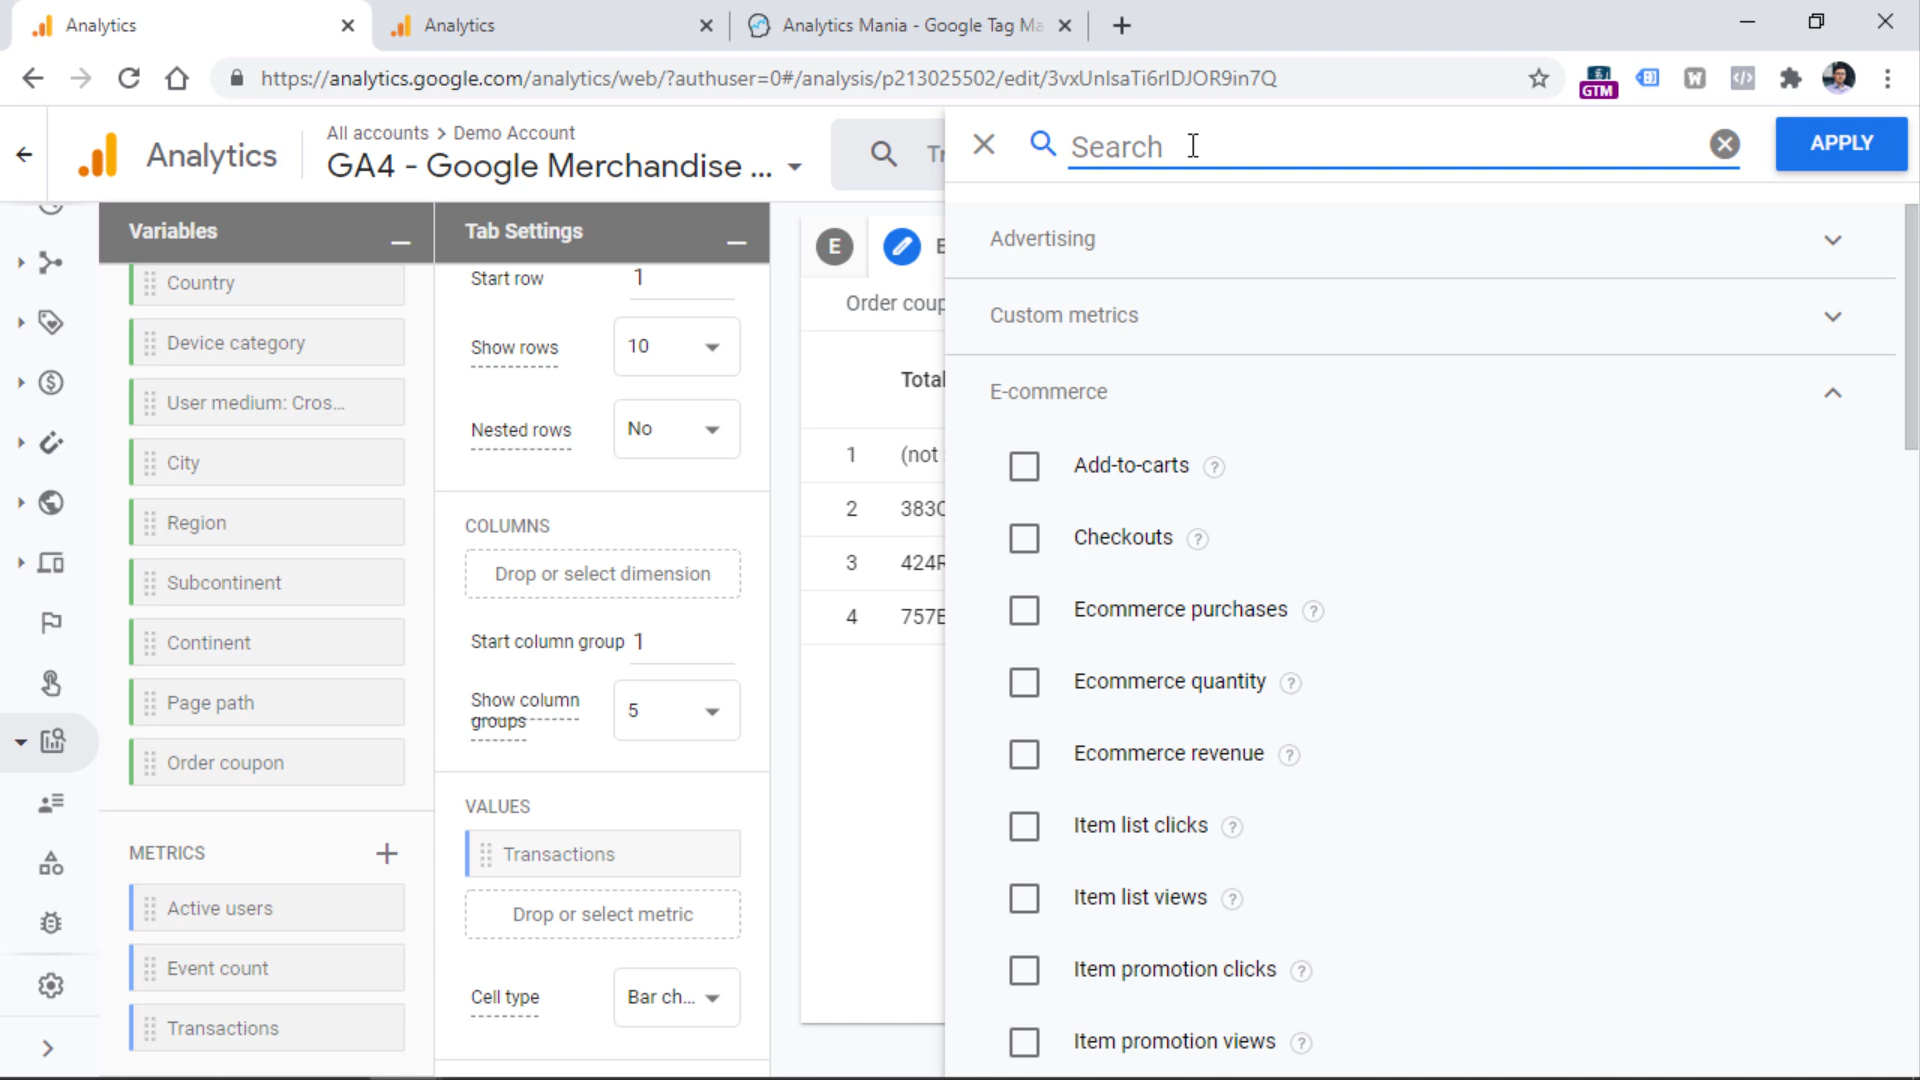 Analytics
Analytics
Analytics Mania - Google Tag Ma
https://analytics.google.com/analytics/web/?authuser=0#/analysis/p213025502/edit/3vxUnIsaTi6rIDJOR9in7Q
GTM
Analytics
All accounts > Demo Account
GA4 - Google Merchandise ...
Search
APPLY
Variables
Country
Device category
User medium: Cros...
City
Region
Subcontinent
Continent
Page path
Order coupon
METRICS
Active users
Event count
Transactions
Tab Settings
Start row 1
Show rows 10
Nested rows No
COLUMNS
Drop or select dimension
Start column group 1
Show column groups 5
VALUES
Transactions
Drop or select metric
Cell type Bar ch...
E
Order coup
Total
1 (not
2 383
3 424
4 757
Advertising
Custom metrics
E-commerce
Add-to-carts ?
Checkouts ?
Ecommerce purchases ?
Ecommerce quantity ?
Ecommerce revenue ?
Item list clicks ?
Item list views ?
Item promotion clicks ?
Item promotion views ?